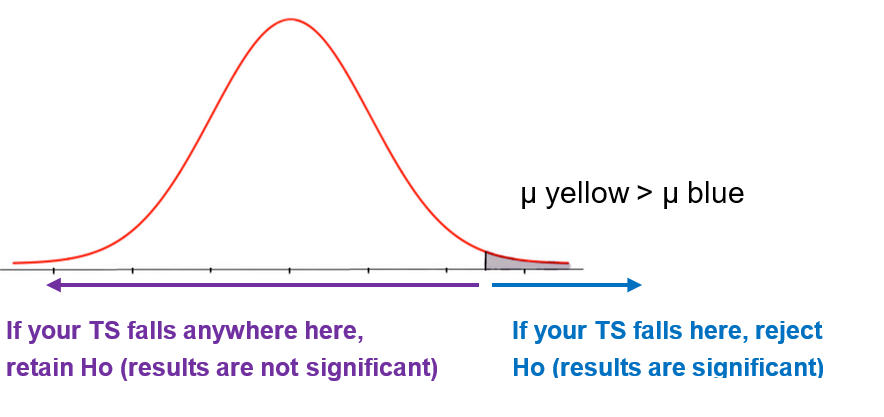 μ yellow > μ blue
If your TS falls anywhere here,
retain Ho (results are not significant)
If your TS falls here, reject
Ho (results are significant)